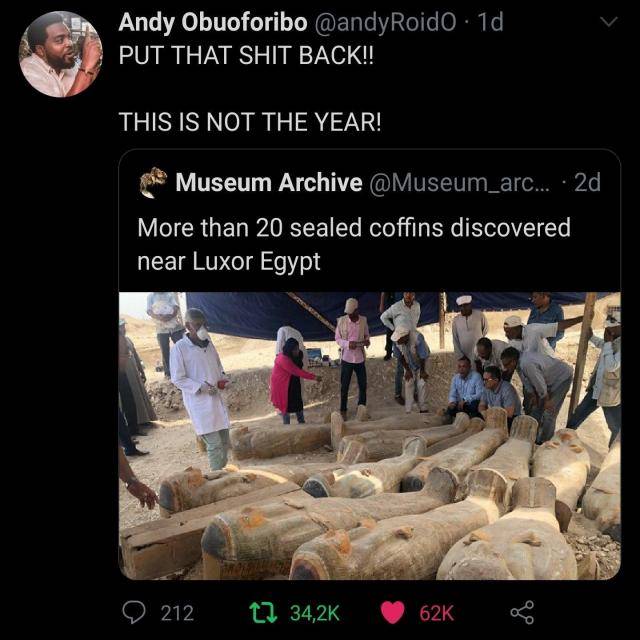 Andy Obuoforibo @andyRoidO · 1d
PUT THAT SHIT BACK!!
THIS IS NOT THE YEAR!
Museum Archive @Museum_arc... · 2d
More than 20 sealed coffins discovered
near Luxor Egypt
212 34,2K 62K